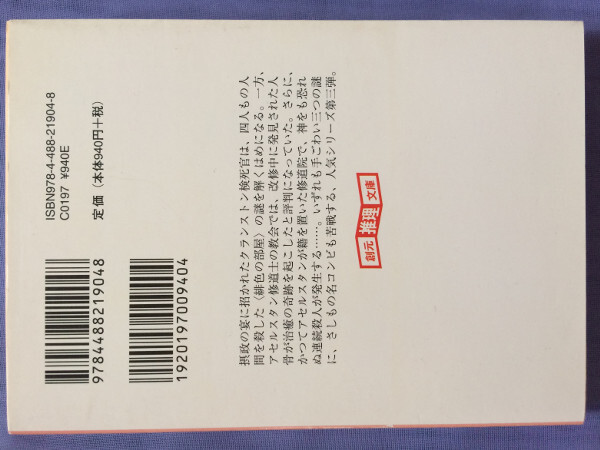 摂政の宴に招かれたクランストン検死官は、四人もの人
間を殺した〈緋色の部屋〉の謎を解くはめになる。一方、
アセルスタン修道士の教会では、改修中に発見された人
骨が治癒の奇跡を起こしたと評判になっていた。さらに、
かつてアセルスタンが籍を置いた修道院で、神をも恐れ
ぬ連続殺人が発生する……。いずれも手ごわい三つの謎
に、さしもの名コンビも苦戦する、人気シリーズ第三弾。
創元
推理
文庫
ISBN978-4-488-21904-8
C0197 ¥940E
定価（本体940円＋税）
9784488219048
1920197009404